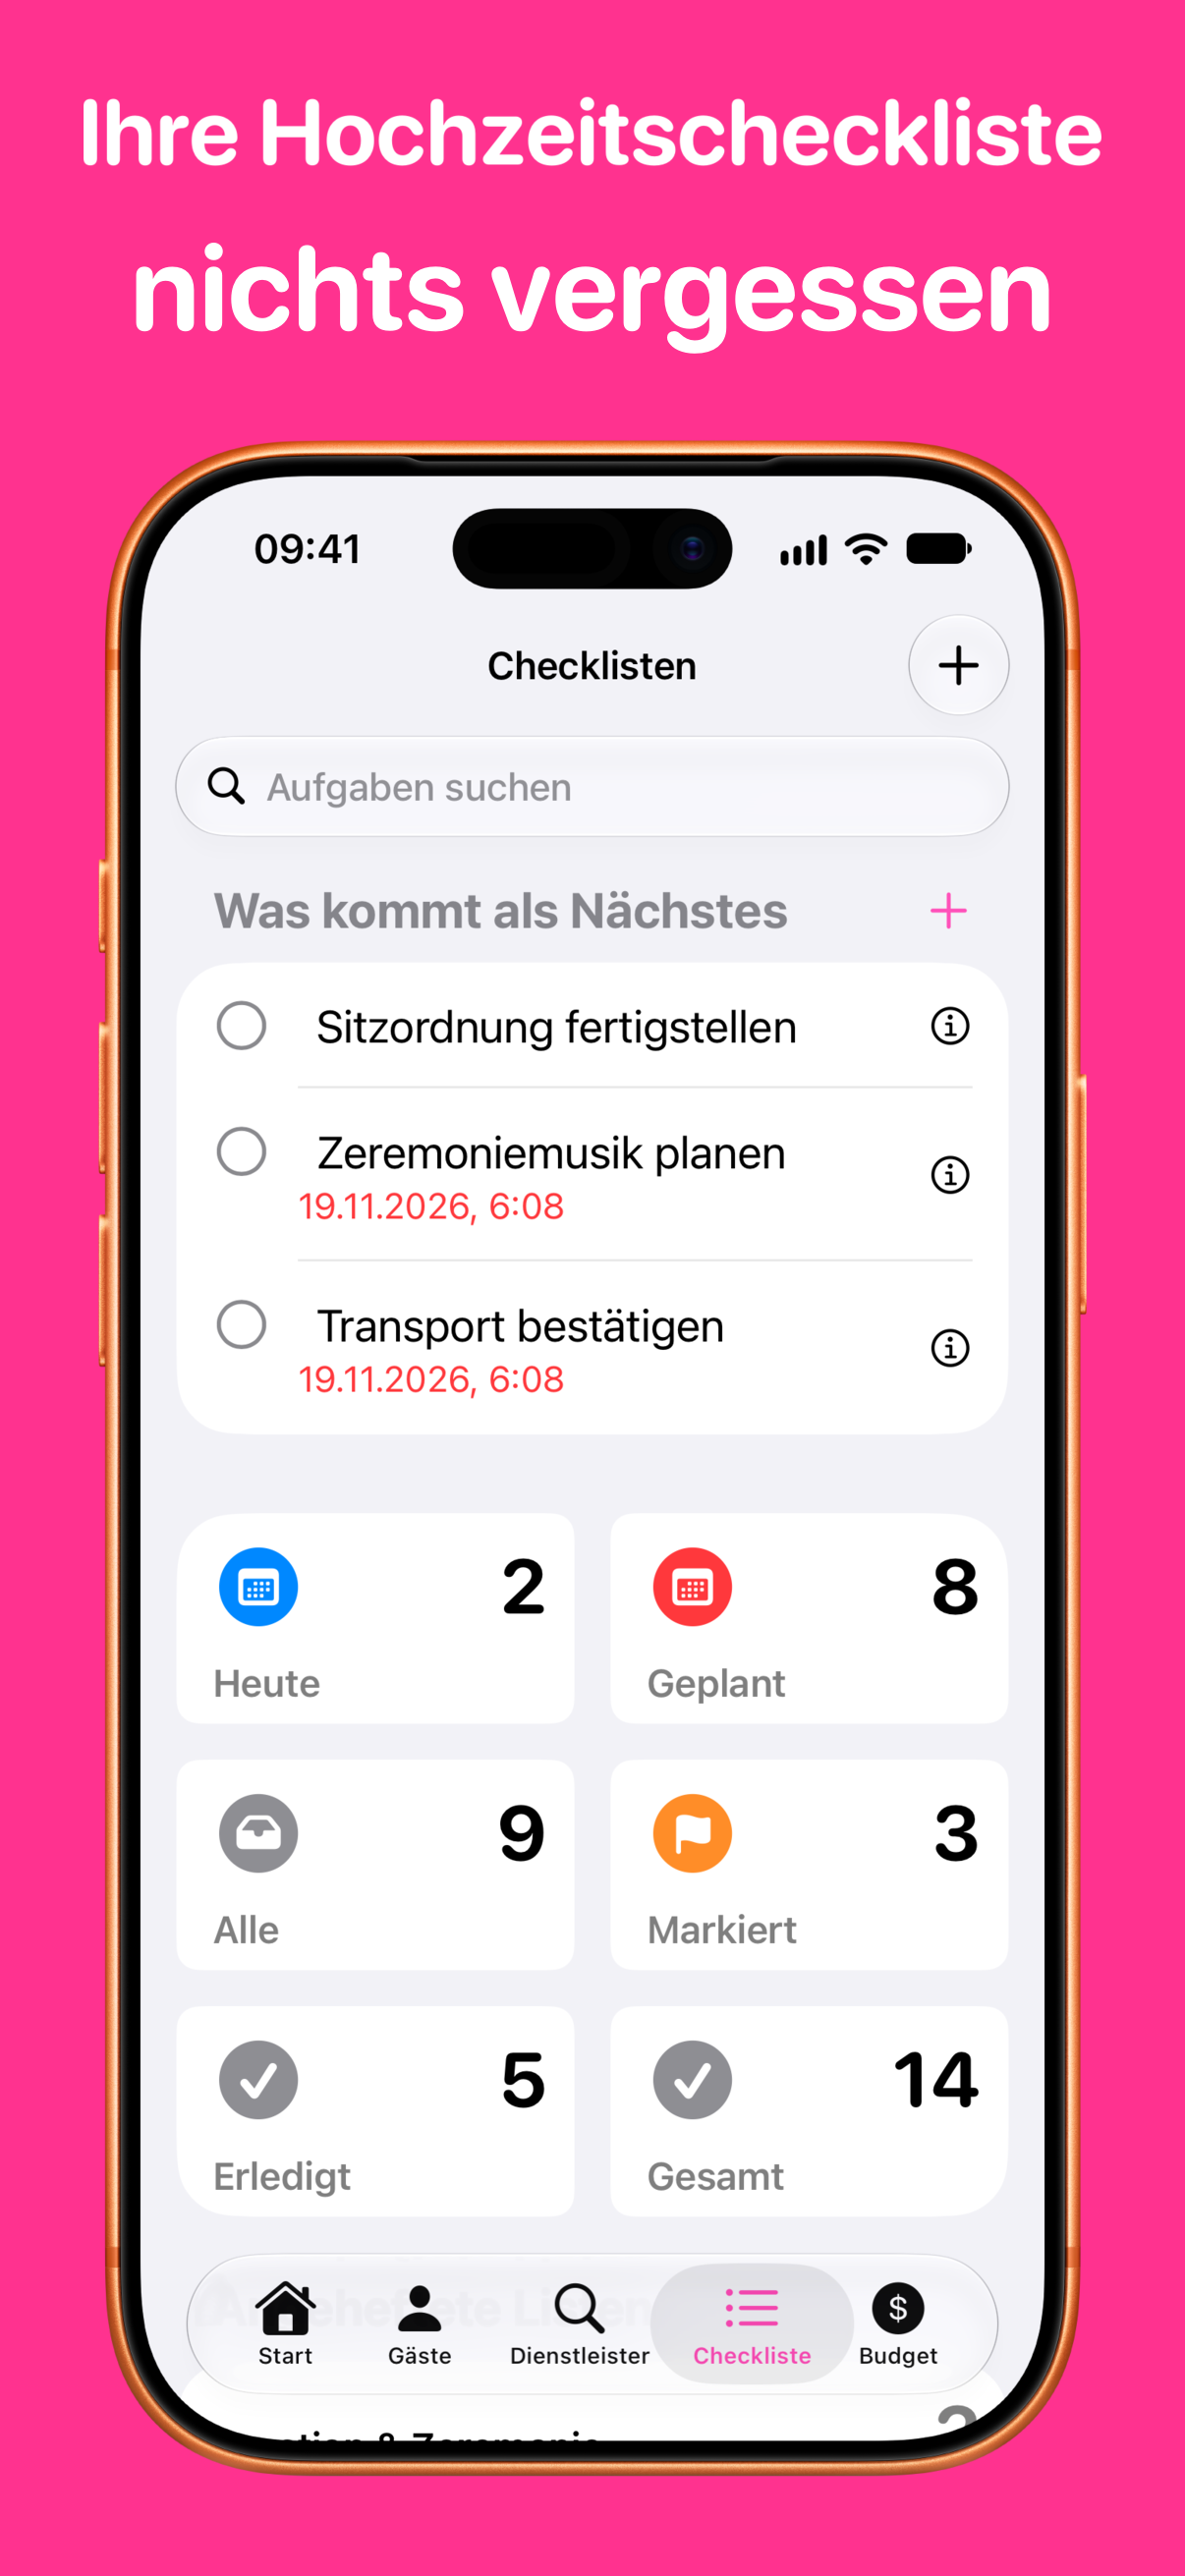 Ihre Hochzeitscheckliste
nichts vergessen
09:41
Checklisten
Aufgaben suchen
Was kommt als Nächstes
Sitzordnung fertigstellen
Zeremoniemusik planen
19.11.2026, 6:08
Transport bestätigen
19.11.2026, 6:08
2
Heute
8
Geplant
9
Alle
3
Markiert
5
Erledigt
14
Gesamt
Start
Gäste
Dienstleister
Checkliste
$
Budget
& Zeremonie